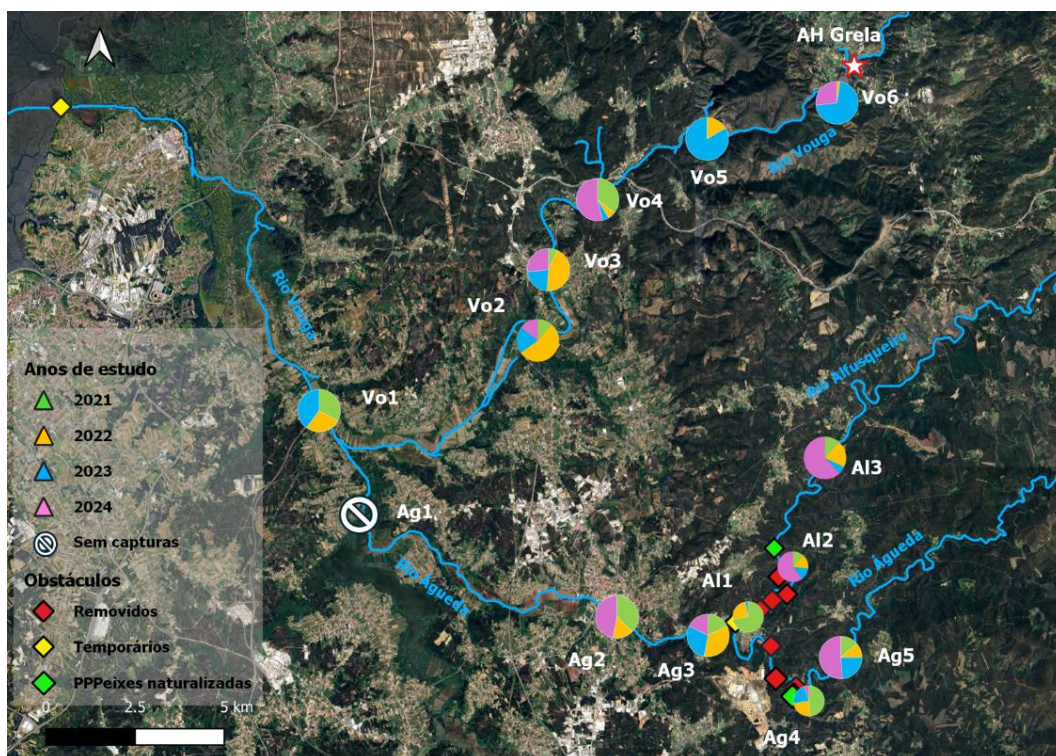 AH Grela
Vo6
Rio Vouga
Vo5
Vo4
Vo3
Vo2
Rio Vouga
Vo1
Rio Alfusqueiro
Al3
Rio Águeda
Al2
Al1
Ag1
Rio Águeda
Ag2
Ag3
Ag5
Ag4
Anos de estudo
2021
2022
2023
2024
Sem capturas
Obstáculos
Removidos
Temporários
PPPeixes naturalizadas
0 2.5 5 km